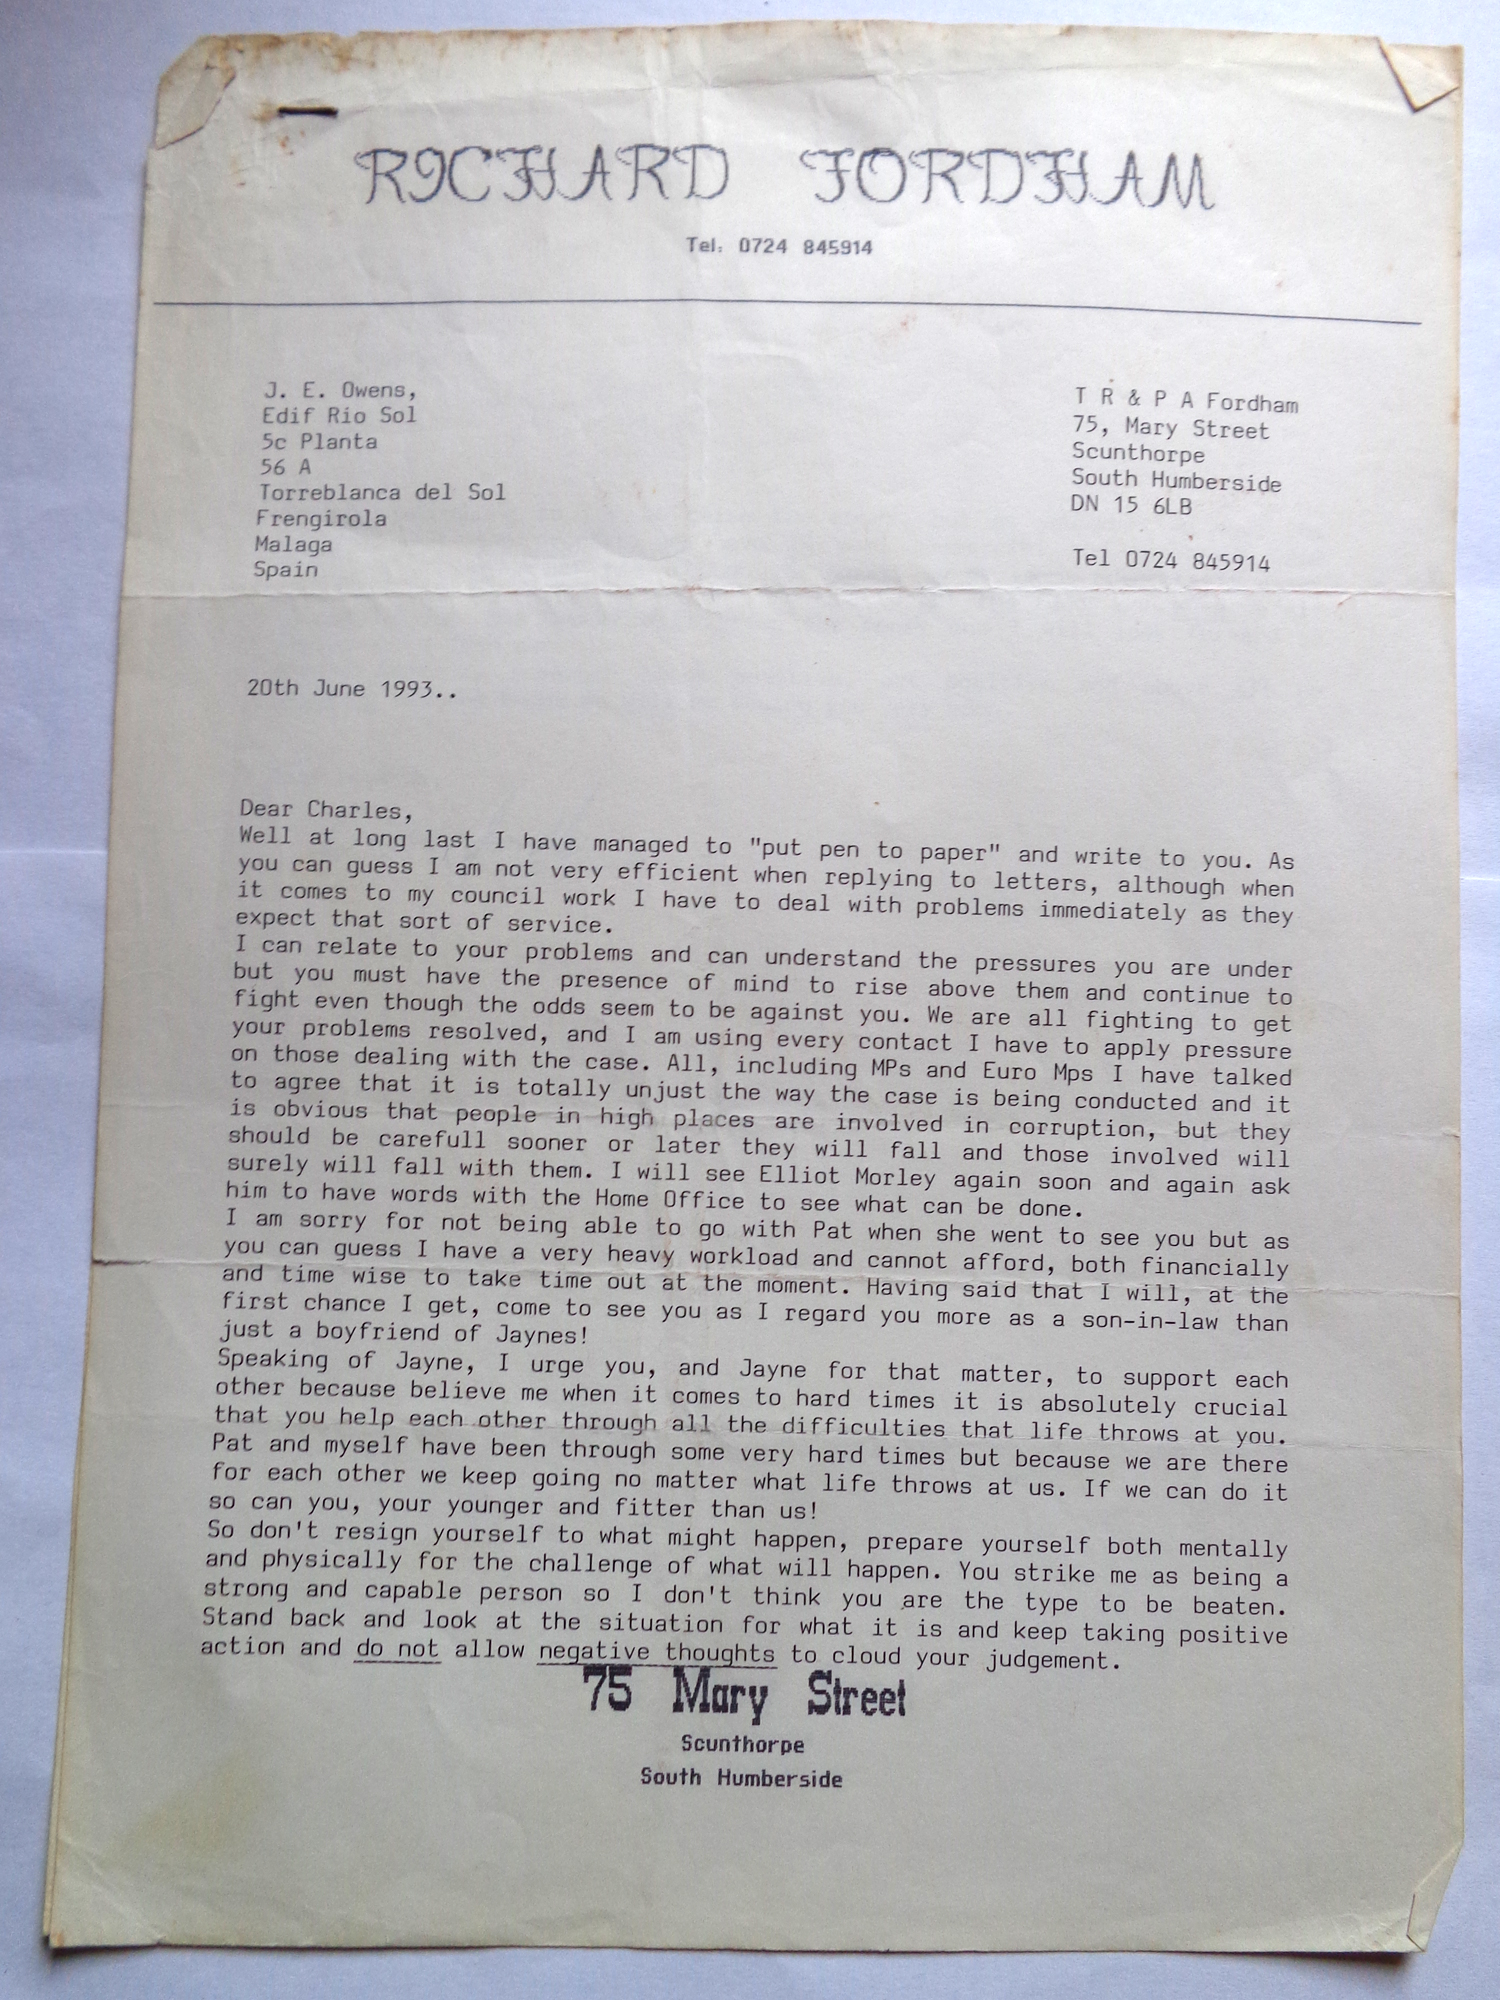 RICHARD FORDHAM
Tel: 0724 845914
J. E. Owens,
Edif Rio Sol
5c Planta
56 A
Torreblanca del Sol
Frengirola
Malaga
Spain
T R & P A Fordham
75, Mary Street
Scunthorpe
South Humberside
DN 15 6LB
Tel 0724 845914
20th June 1993..
Dear Charles,
Well at long last I have managed to "put pen to paper" and write to you. As
you can guess I am not very efficient when replying to letters, although when
it comes to my council work I have to deal with problems immediately as they
expect that sort of service.
I can relate to your problems and can understand the pressures you are under
but you must have the presence of mind to rise above them and continue to
fight even though the odds seem to be against you. We are all fighting to get
your problems resolved, and I am using every contact I have to apply pressure
on those dealing with the case. All, including MPs and Euro Mps I have talked
to agree that it is totally unjust the way the case is being conducted and it
is obvious that people in high places are involved in corruption, but they
should be carefull sooner or later they will fall and those involved will
surely will fall with them. I will see Elliot Morley again soon and again ask
him to have words with the Home Office to see what can be done.
I am sorry for not being able to go with Pat when she went to see you but as
you can guess I have a very heavy workload and cannot afford, both financially
and time wise to take time out at the moment. Having said that I will, at the
first chance I get, come to see you as I regard you more as a son-in-law than
just a boyfriend of Jaynes!
Speaking of Jayne, I urge you, and Jayne for that matter, to support each
other because believe me when it comes to hard times it is absolutely crucial
that you help each other through all the difficulties that life throws at you.
Pat and myself have been through some very hard times but because we are there
for each other we keep going no matter what life throws at us. If we can do it
so can you, your younger and fitter than us!
So don't resign yourself to what might happen, prepare yourself both mentally
and physically for the challenge of what will happen. You strike me as being a
strong and capable person so I don't think you are the type to be beaten.
Stand back and look at the situation for what it is and keep taking positive
action and do not allow negative thoughts to cloud your judgement.
75 Mary Street
Scunthorpe
South Humberside